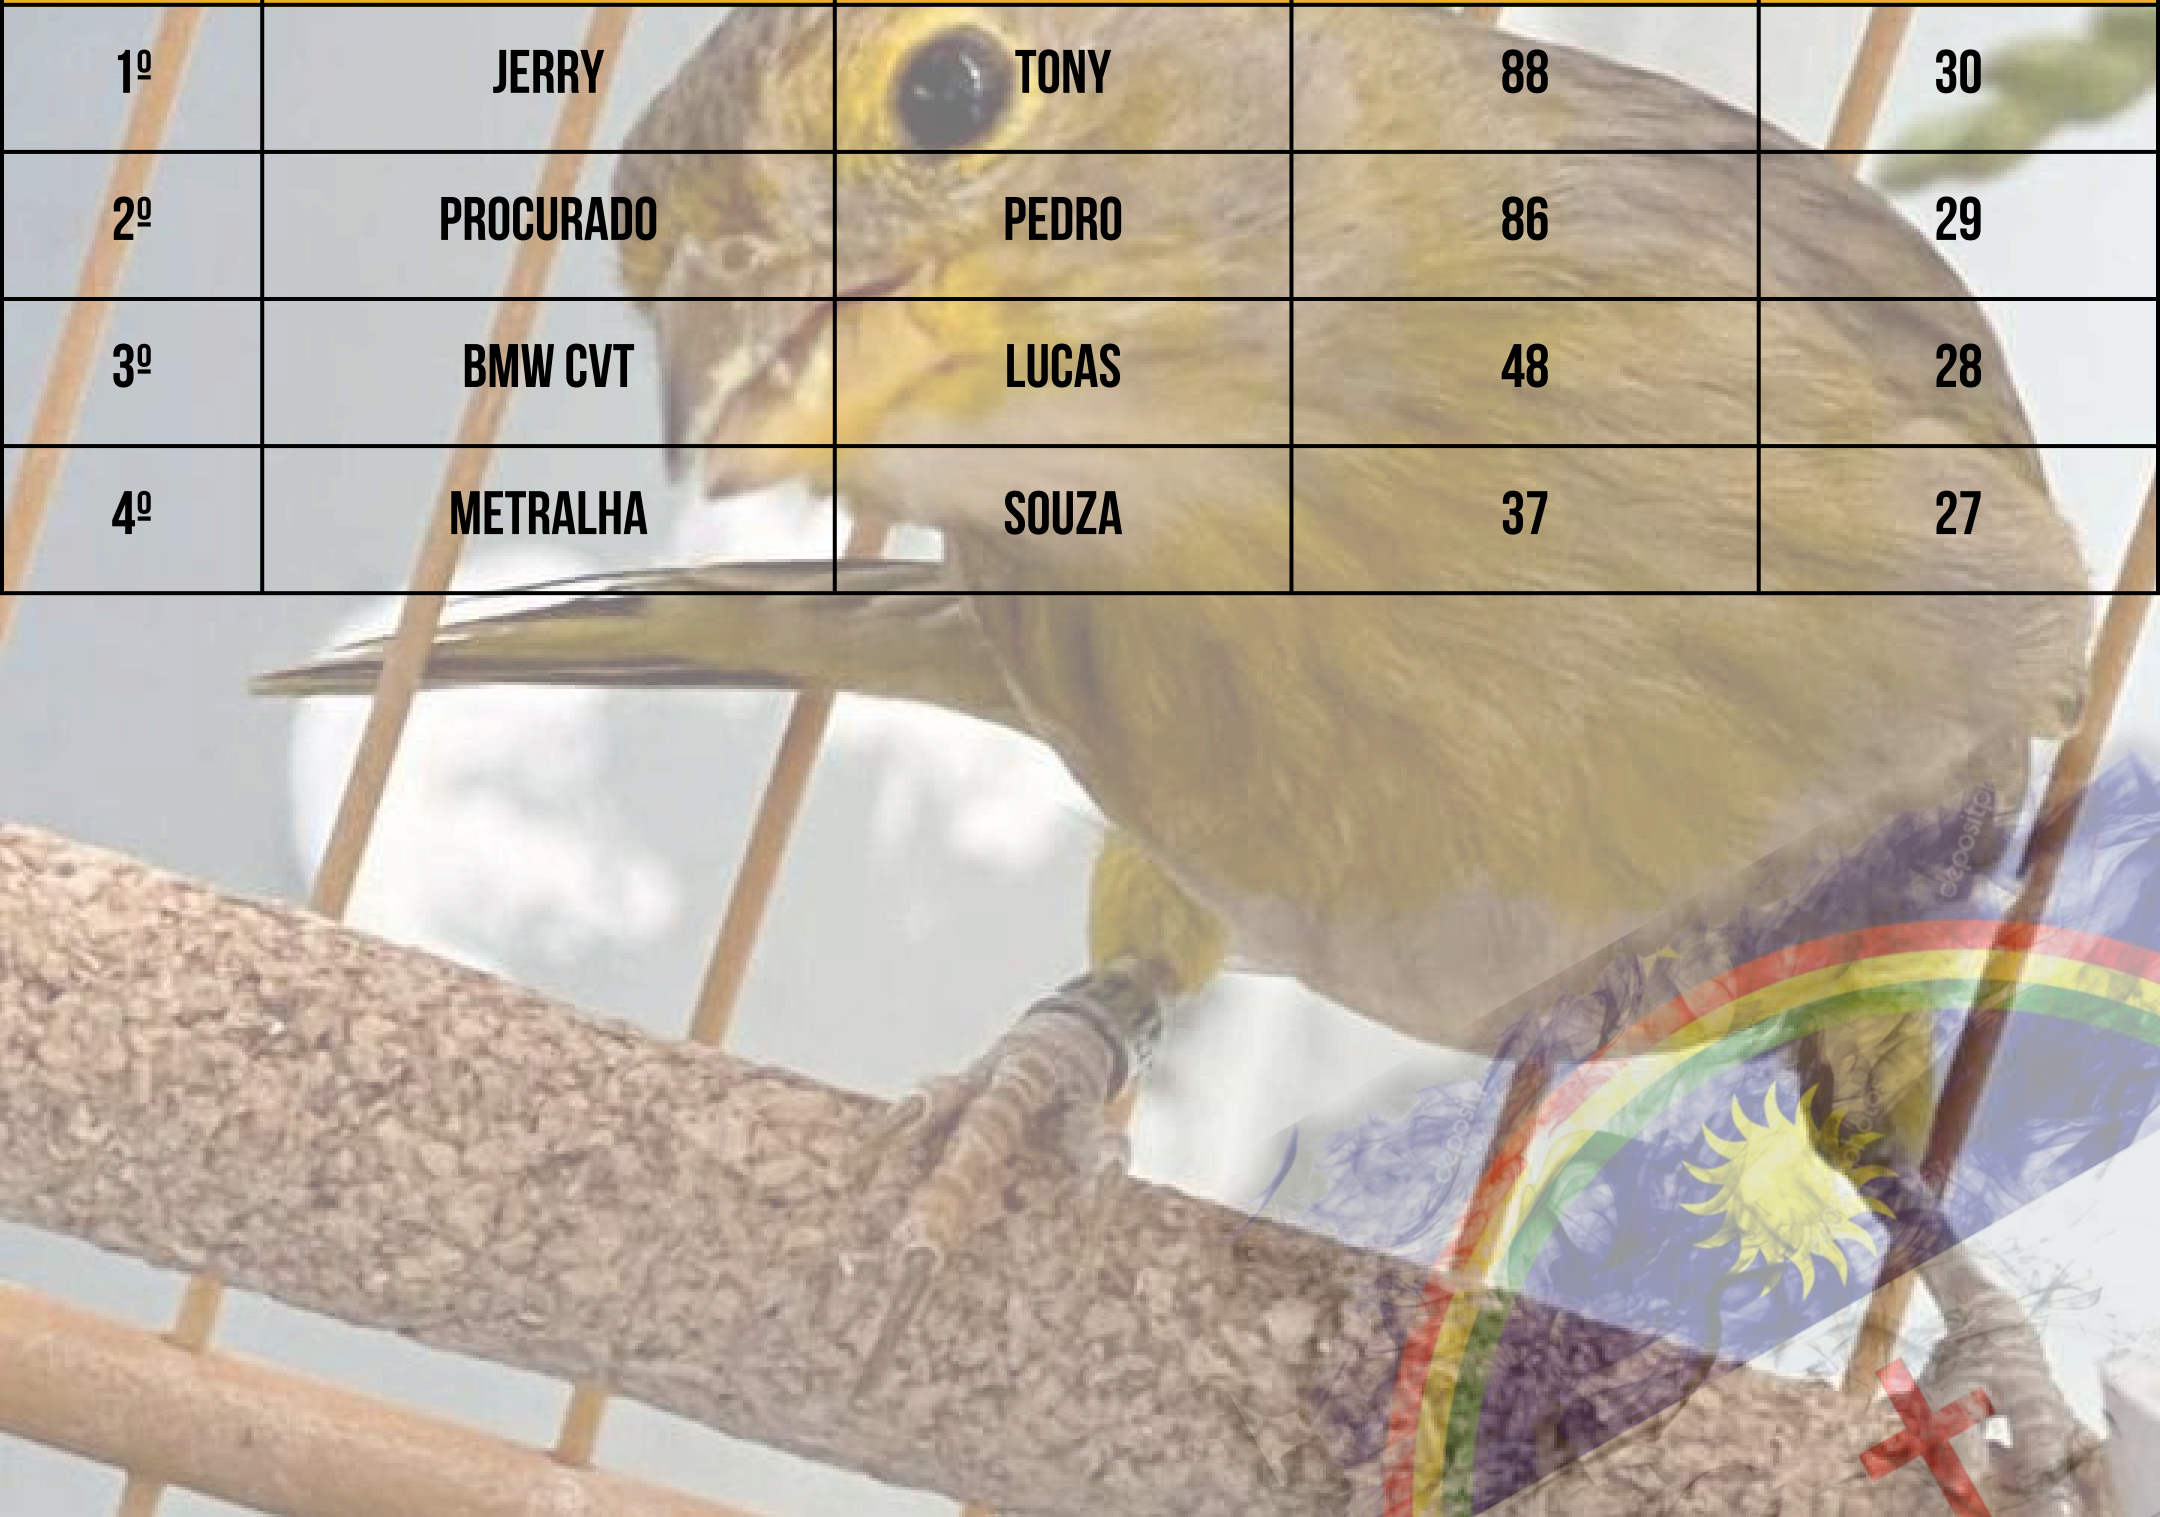 1º JERRY TONY 88 30
2º PROCURADO PEDRO 86 29
3º BMW CVT LUCAS 48 28
4º METRALHA SOUZA 37 27